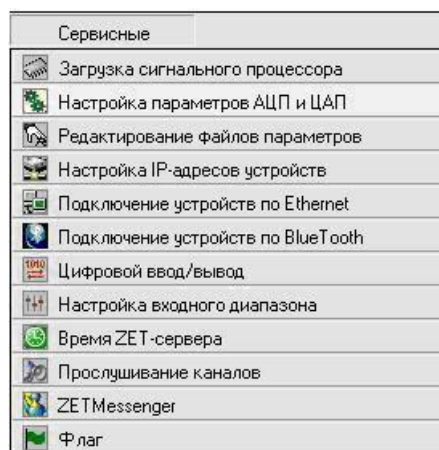 Сервисные
Загрузка сигнального процессора
Настройка параметров АЦП и ЦАП
Редактирование файлов параметров
Настройка IP-адресов устройств
Подключение устройств по Ethernet
Подключение устройств по BlueTooth
Цифровой ввод/вывод
Настройка входного диапазона
Время ZET-сервера
Прослушивание каналов
ZETMessenger
Флаг